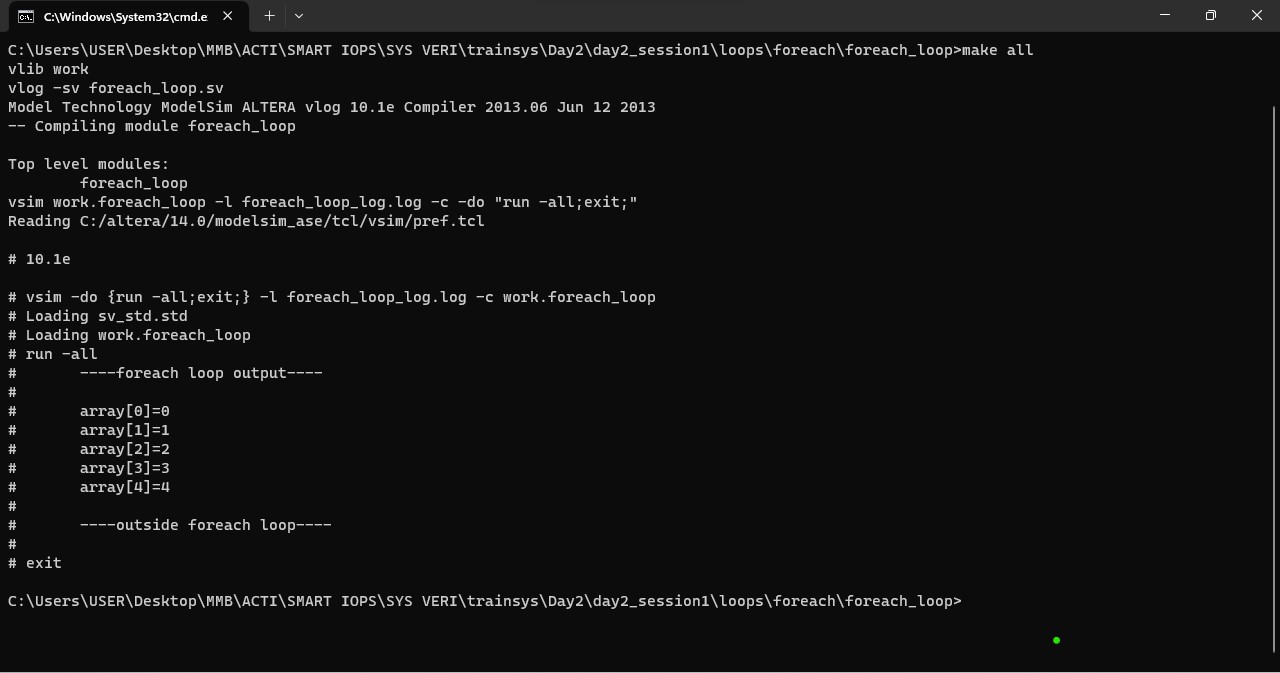 C:\Windows\System32\cmd.e
C:\Users\USER\Desktop\MMB\ACTI\SMART IOPS\SYS VERI\trainsys\Day2\day2_session1\loops\foreach\foreach_loop>make all
vlib work
vlog -sv foreach_loop.sv
Model Technology ModelSim ALTERA vlog 10.1e Compiler 2013.06 Jun 12 2013
-- Compiling module foreach_loop
Top level modules:
foreach_loop
vsim work.foreach_loop -l foreach_loop_log.log -c -do "run -all;exit;"
Reading C:/altera/14.0/modelsim_ase/tcl/vsim/pref.tcl
# 10.1e
# vsim -do {run -all;exit;} -l foreach_loop_log.log -c work.foreach_loop
# Loading sv_std.std
# Loading work.foreach_loop
# run -all
#       ----foreach loop output----
#
#       array[0]=0
#       array[1]=1
#       array[2]=2
#       array[3]=3
#       array[4]=4
#
#       ----outside foreach loop----
#
# exit
C:\Users\USER\Desktop\MMB\ACTI\SMART IOPS\SYS VERI\trainsys\Day2\day2_session1\loops\foreach\foreach_loop>